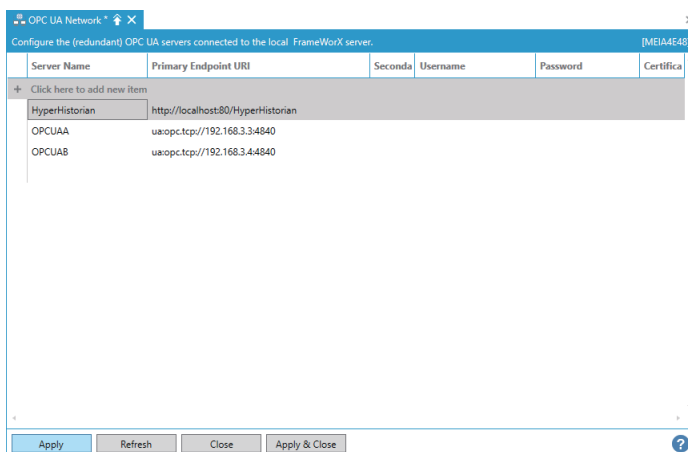 OPC UA Network *
Configure the (redundant) OPC UA servers connected to the local FrameWorX server. [MEIA4E48]
Server Name Primary Endpoint URI Seconda Username Password Certifica
+ Click here to add new item
HyperHistorian http://localhost:80/HyperHistorian
OPCUAA ua:opc.tcp://192.168.3.3:4840
OPCUAB ua:opc.tcp://192.168.3.4:4840
Apply Refresh Close Apply & Close ?